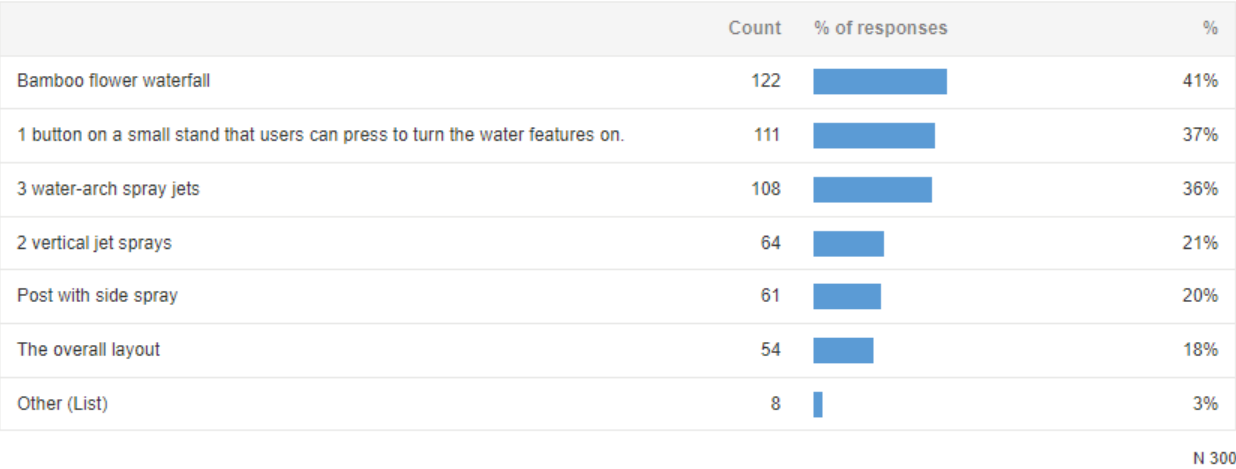 Count % of responses %
Bamboo flower waterfall 122 41%
1 button on a small stand that users can press to turn the water features on. 111 37%
3 water-arch spray jets 108 36%
2 vertical jet sprays 64 21%
Post with side spray 61 20%
The overall layout 54 18%
Other (List) 8 3%
N 300